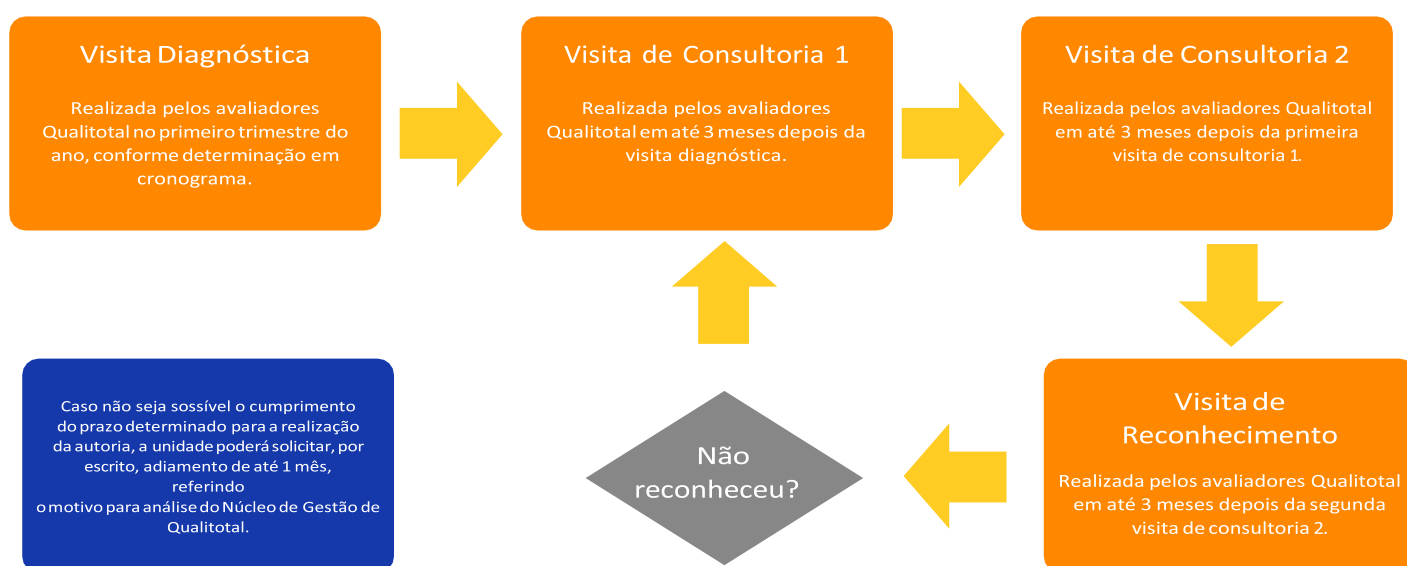 Visita Diagnóstica
Realizada pelos avaliadores
Qualitotal no primeiro trimestre do
ano, conforme determinação em
cronograma.
Visita de Consultoria 1
Realizada pelos avaliadores
Qualitotal em até 3 meses depois da
visita diagnóstica.
Visita de Consultoria 2
Realizada pelos avaliadores Qualitotal
em até 3 meses depois da primeira
visita de consultoria 1.
Visita de
Reconhecimento
Realizada pelos avaliadores Qualitotal
em até 3 meses depois da segunda
visita de consultoria 2.
Não
reconheceu?
Caso não seja sossível o cumprimento
do prazo determinado para a realização
da autoria, a unidade poderá solicitar, por
escrito, adiamento de até 1 mês,
referindo
o motivo para análise do Núcleo de Gestão de
Qualitotal.